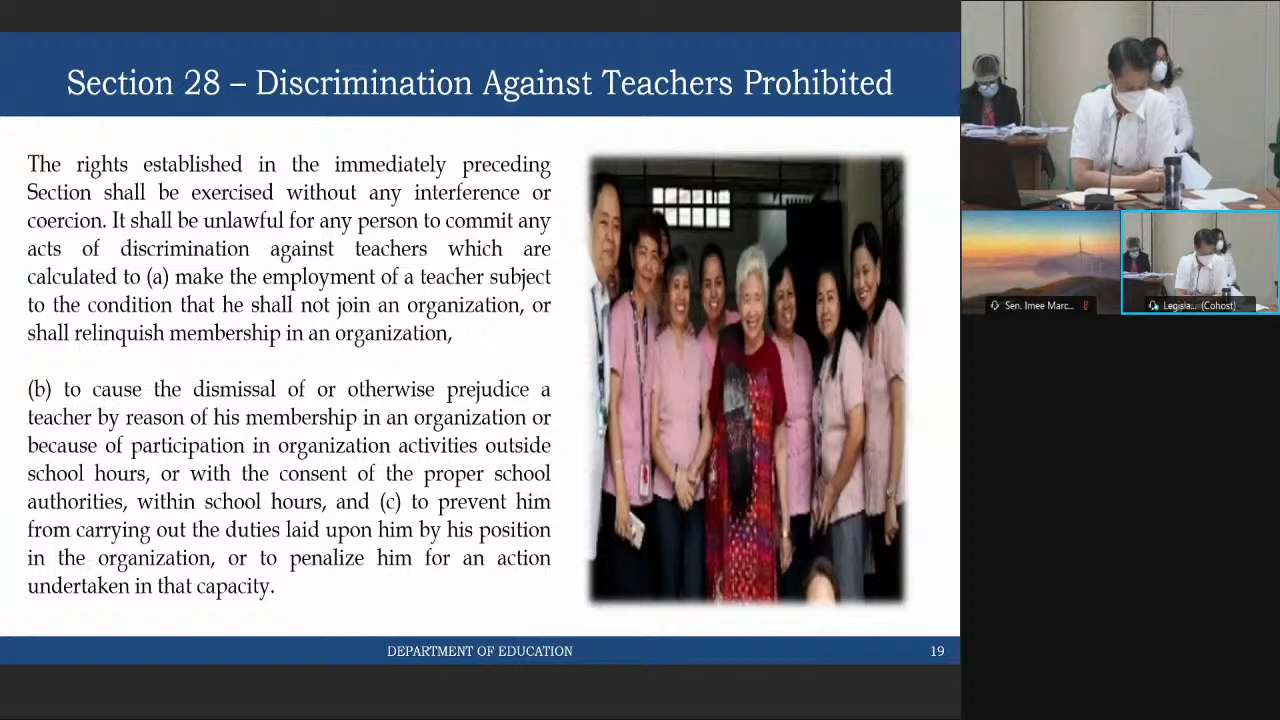 Section 28 – Discrimination Against Teachers Prohibited
The rights established in the immediately preceding
Section shall be exercised without any interference or
coercion. It shall be unlawful for any person to commit any
acts of discrimination against teachers which are
calculated to (a) make the employment of a teacher subject
to the condition that he shall not join an organization, or
shall relinquish membership in an organization,
(b) to cause the dismissal of or otherwise prejudice a
teacher by reason of his membership in an organization or
because of participation in organization activities outside
school hours, or with the consent of the proper school
authorities, within school hours, and (c) to prevent him
from carrying out the duties laid upon him by his position
in the organization, or to penalize him for an action
undertaken in that capacity.
DEPARTMENT OF EDUCATION
19
Sen. Imee Marc...
Legisla... (Cohost)